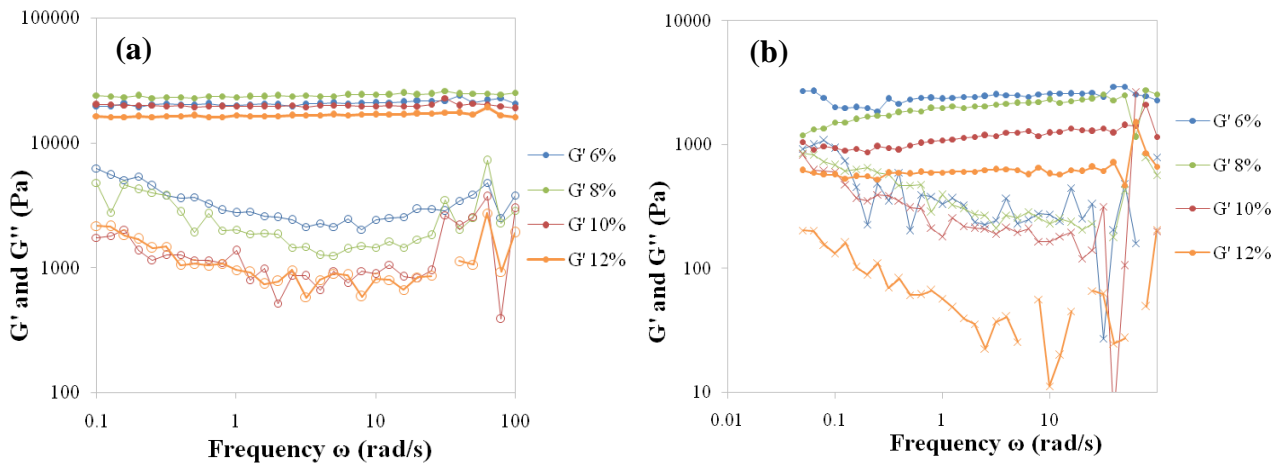 (a)
G' and G'' (Pa)
100000
10000
1000
100
0.1
1
10
100
Frequency ω (rad/s)
G' 6%
G' 8%
G' 10%
G' 12%
(b)
G' and G'' (Pa)
10000
1000
100
10
0.01
0.1
1
10
Frequency ω (rad/s)
G' 6%
G' 8%
G' 10%
G' 12%